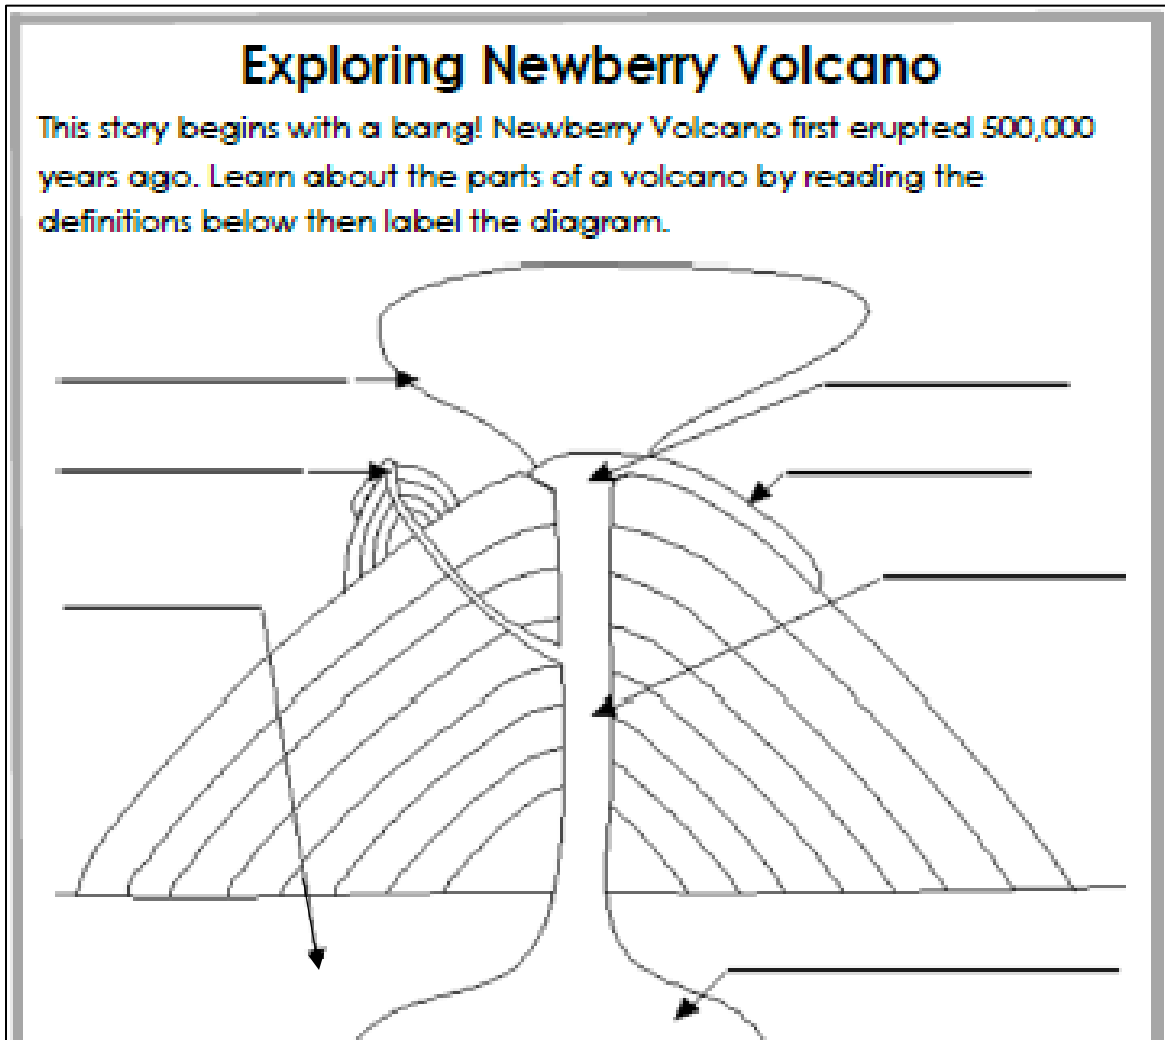 Exploring Newberry Volcano
This story begins with a bang! Newberry Volcano first erupted 500,000
years ago. Learn about the parts of a volcano by reading the
definitions below then label the diagram.